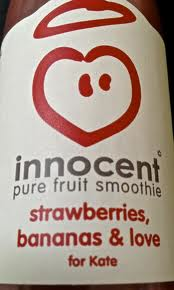 innocent
pure fruit smoothie
strawberries,
bananas & love
for Kate